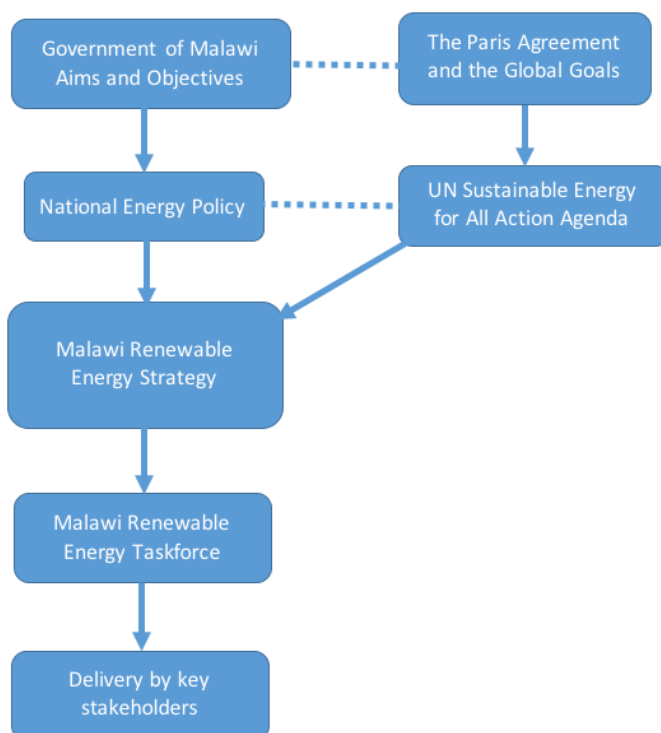 Government of Malawi
Aims and Objectives
The Paris Agreement
and the Global Goals
National Energy Policy
UN Sustainable Energy
for All Action Agenda
Malawi Renewable
Energy Strategy
Malawi Renewable
Energy Taskforce
Delivery by key
stakeholders